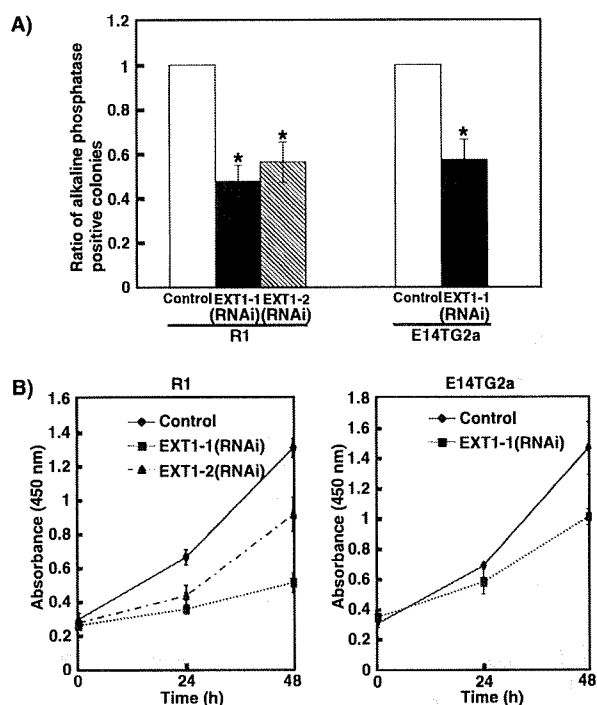 A)
Ratio of alkaline phosphatase
positive colonies
1.2
1
0.8
0.6
0.4
0.2
0
*
*
*
Control EXT1-1 EXT1-2
(RNAi) (RNAi)
R1
Control EXT1-1
(RNAi)
E14TG2a
B)
R1
Absorbance (450 nm)
1.6
1.4
1.2
1
0.8
0.6
0.4
0.2
0
Control
EXT1-1(RNAi)
EXT1-2(RNAi)
0 24 48
Time (h)
E14TG2a
Absorbance (450 nm)
1.8
1.6
1.4
1.2
1
0.8
0.6
0.4
0.2
0
Control
EXT1-1(RNAi)
0 24 48
Time (h)